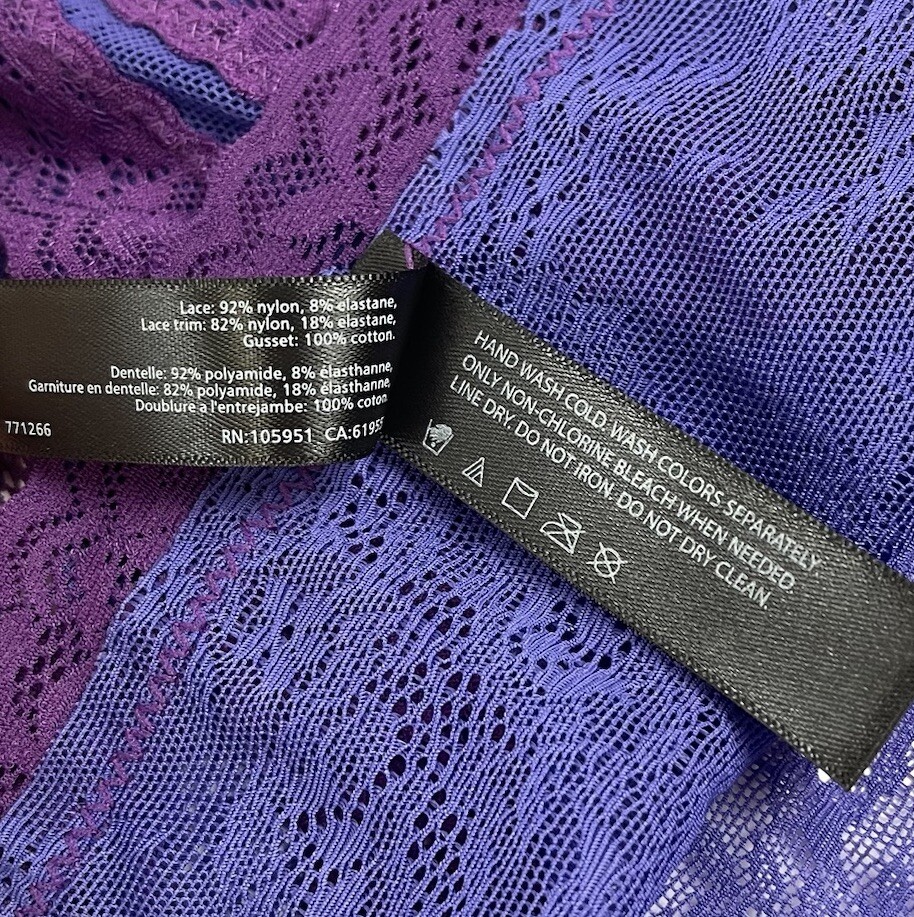 Lace: 92% nylon, 8% elastane,
Lace trim: 82% nylon, 18% elastane,
Gusset: 100% cotton.
Dentelle: 92% polyamide, 8% élasthanne,
Garniture en dentelle: 82% polyamide, 18% élasthanne,
Doublure a l'entrejambe: 100% coton
771266
RN:105951 CA:6195
HAND WASH COLD. WASH COLORS SEPARATELY.
ONLY NON-CHLORINE BLEACH WHEN NEEDED.
LINE DRY. DO NOT IRON. DO NOT DRY CLEAN.